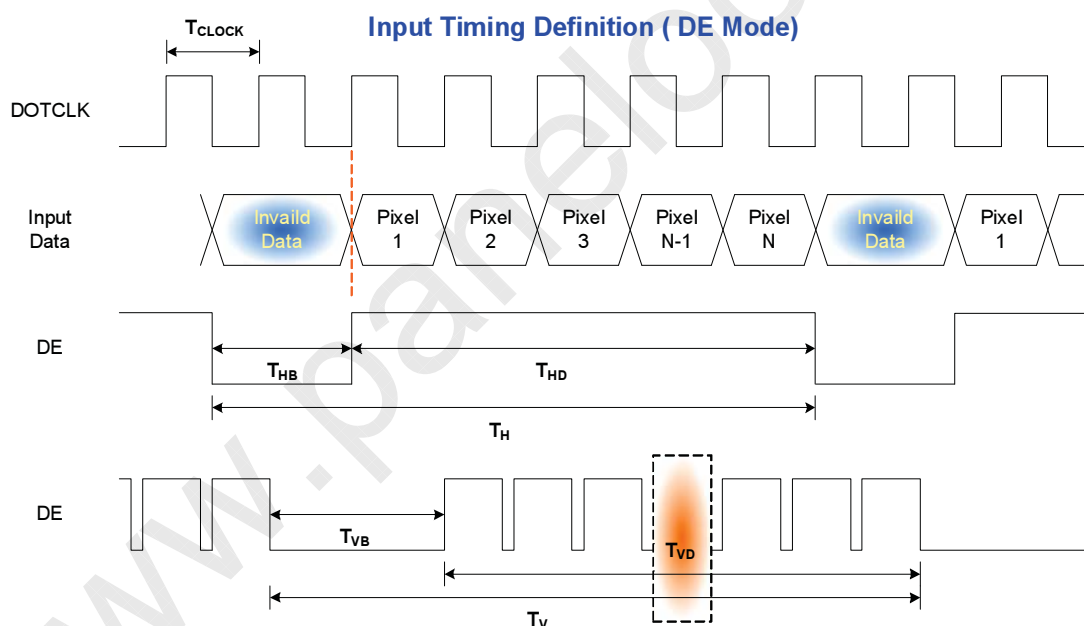 Input Timing Definition ( DE Mode)
TCLOCK
DOTCLK
Input
Data
Invaild
Data
Pixel
1
Pixel
2
Pixel
3
Pixel
N-1
Pixel
N
Invaild
Data
Pixel
1
DE
THB
THD
TH
DE
TVB
TVD
TV
www.panelo